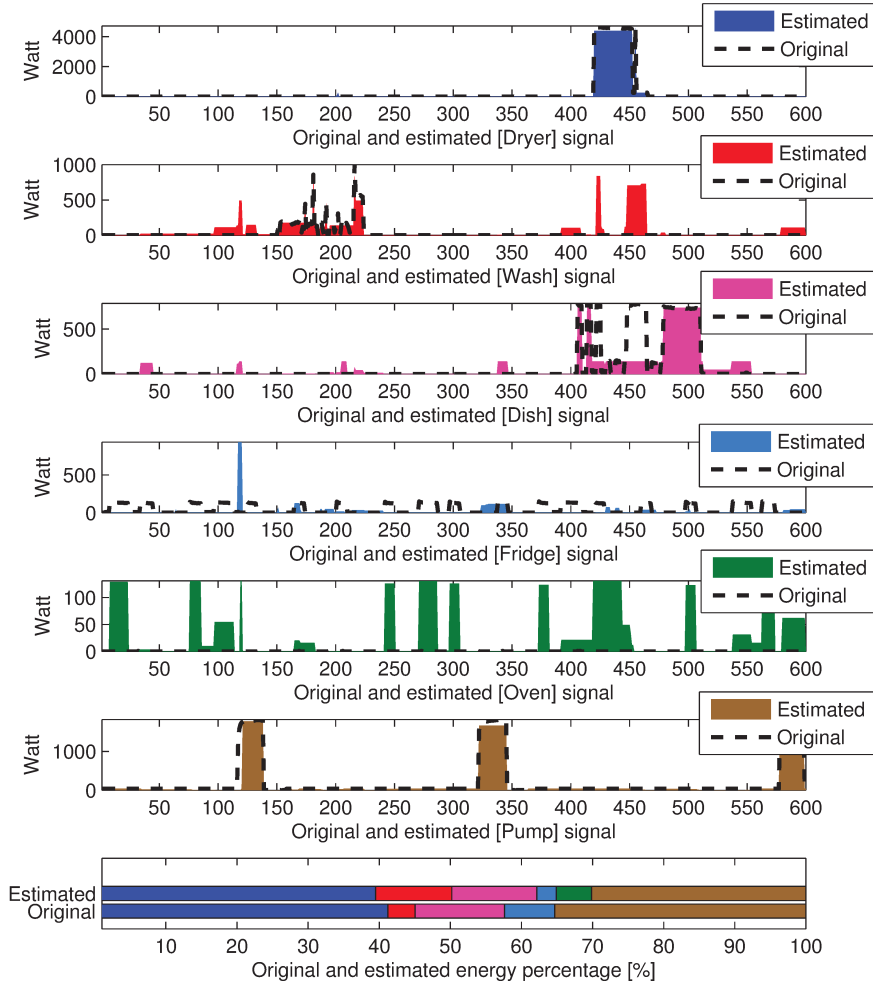 Estimated
Original
Watt
4000
2000
0
50 100 150 200 250 300 350 400 450 500 550 600
Original and estimated [Dryer] signal
Estimated
Original
Watt
1000
500
0
50 100 150 200 250 300 350 400 450 500 550 600
Original and estimated [Wash] signal
Estimated
Original
Watt
500
0
50 100 150 200 250 300 350 400 450 500 550 600
Original and estimated [Dish] signal
Estimated
Original
Watt
500
0
50 100 150 200 250 300 350 400 450 500 550 600
Original and estimated [Fridge] signal
Estimated
Original
Watt
100
50
0
50 100 150 200 250 300 350 400 450 500 550 600
Original and estimated [Oven] signal
Estimated
Original
Watt
1000
0
50 100 150 200 250 300 350 400 450 500 550 600
Original and estimated [Pump] signal
Estimated
Original
10 20 30 40 50 60 70 80 90 100
Original and estimated energy percentage [%]